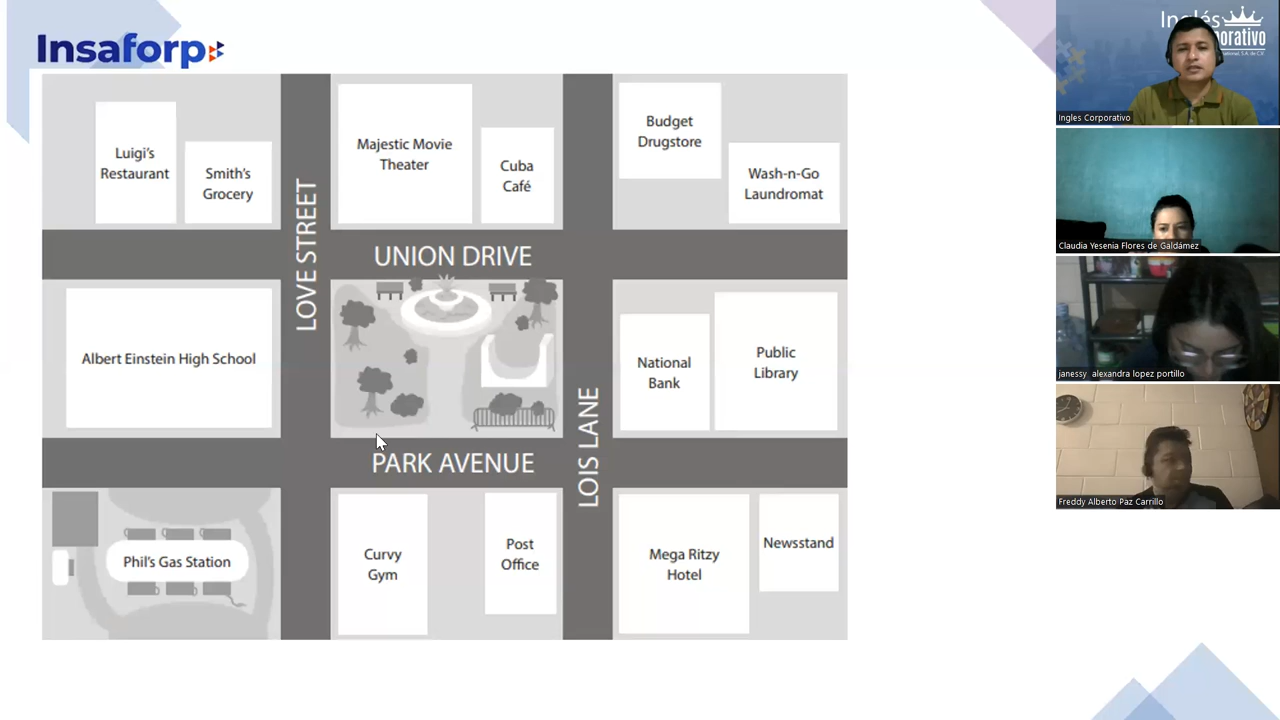 Insaforp
Luigi's
Restaurant
Smith's
Grocery
LOVE STREET
Majestic Movie
Theater
Cuba
Café
Budget
Drugstore
Wash-n-Go
Laundromat
UNION DRIVE
Albert Einstein High School
National
Bank
Public
Library
LOIS LANE
PARK AVENUE
Phil's Gas Station
Curvy
Gym
Post
Office
Mega Ritzy
Hotel
Newsstand
Ingles Corporativo
Claudia Yesenia Flores de Galdámez
janessy alexandra lopez portillo
Freddy Alberto Paz Carrillo